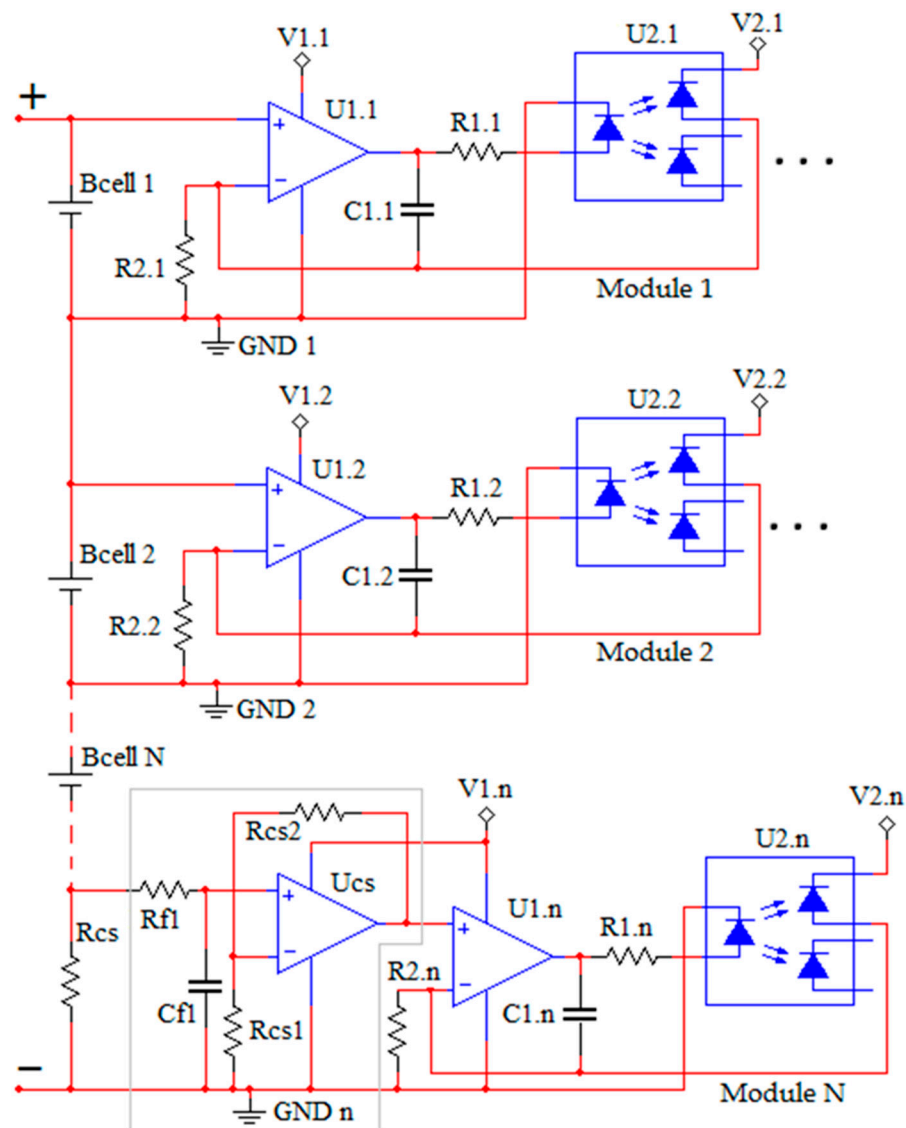 V1.1
U2.1
V2.1
+
U1.1
R1.1
+
−
Bcell 1
C1.1
R2.1
Module 1
GND 1
V1.2
U2.2
V2.2
U1.2
R1.2
+
−
Bcell 2
C1.2
R2.2
Module 2
GND 2
Bcell N
V1.n
V2.n
Rcs2
U2.n
Ucs
Rf1
+
−
U1.n
Rcs
R1.n
+
−
R2.n
Cf1
Rcs1
C1.n
−
GND n
Module N
...
...